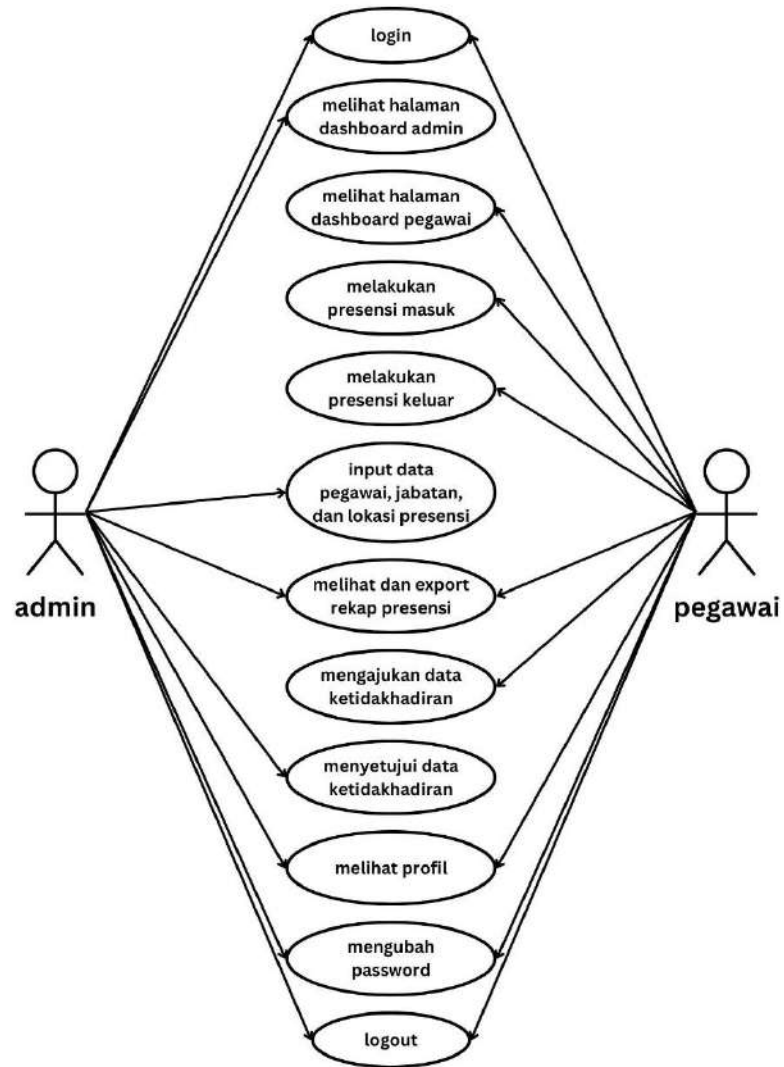 login
melihat halaman
dashboard admin
melihat halaman
dashboard pegawai
melakukan
presensi masuk
melakukan
presensi keluar
input data
pegawai, jabatan,
dan lokasi presensi
admin
pegawai
melihat dan export
rekap presensi
mengajukan data
ketidakhadiran
menyetujui data
ketidakhadiran
melihat profil
mengubah
password
logout